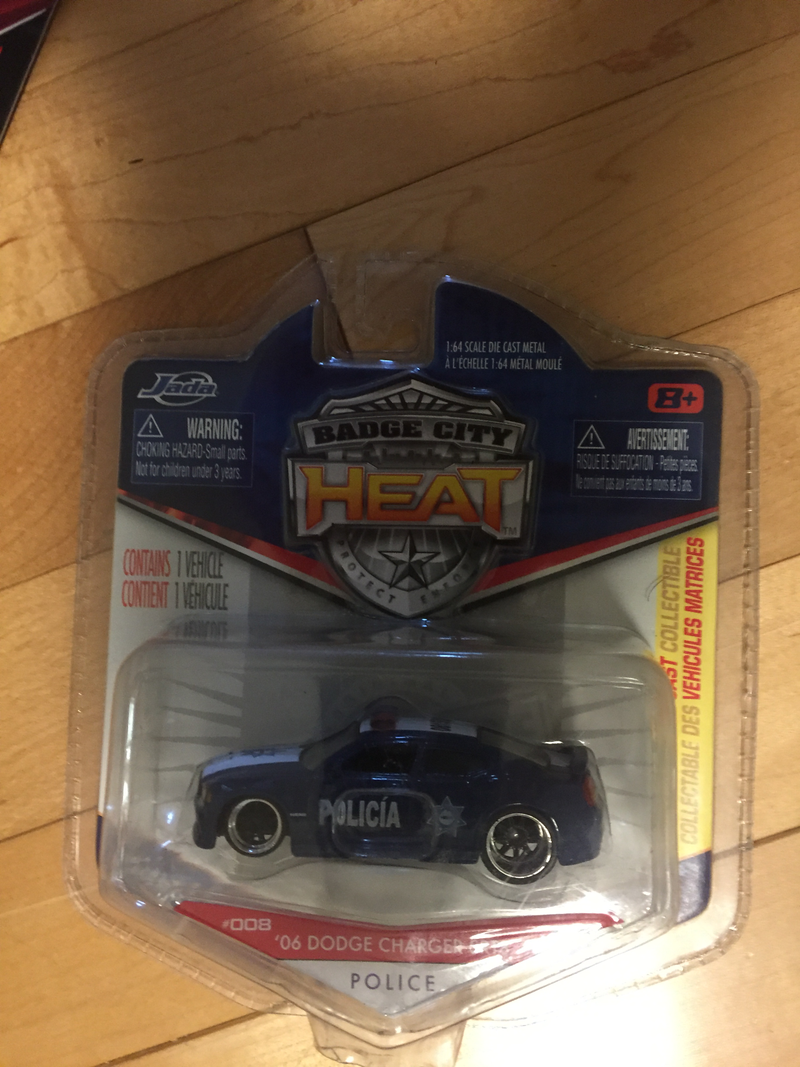 1:64 SCALE DIE CAST METAL
À L'ÉCHELLE 1:64 MÉTAL MOULÉ
Jada
8+
WARNING:
CHOKING HAZARD-Small parts.
Not for children under 3 years.
BADGE CITY
HEAT™
PROTECT
AVERTISSEMENT:
RISQUE DE SUFFOCATION - Petites pièces.
Ne convient pas aux enfants de moins de 3 ans.
CONTAINS 1 VEHICLE
CONTIENT 1 VÉHICULE
COLLECTIBLE
COLLECTABLE DES VEHICULES MATRICES
POLICÍA
#008
'06 DODGE CHARGER
POLICE